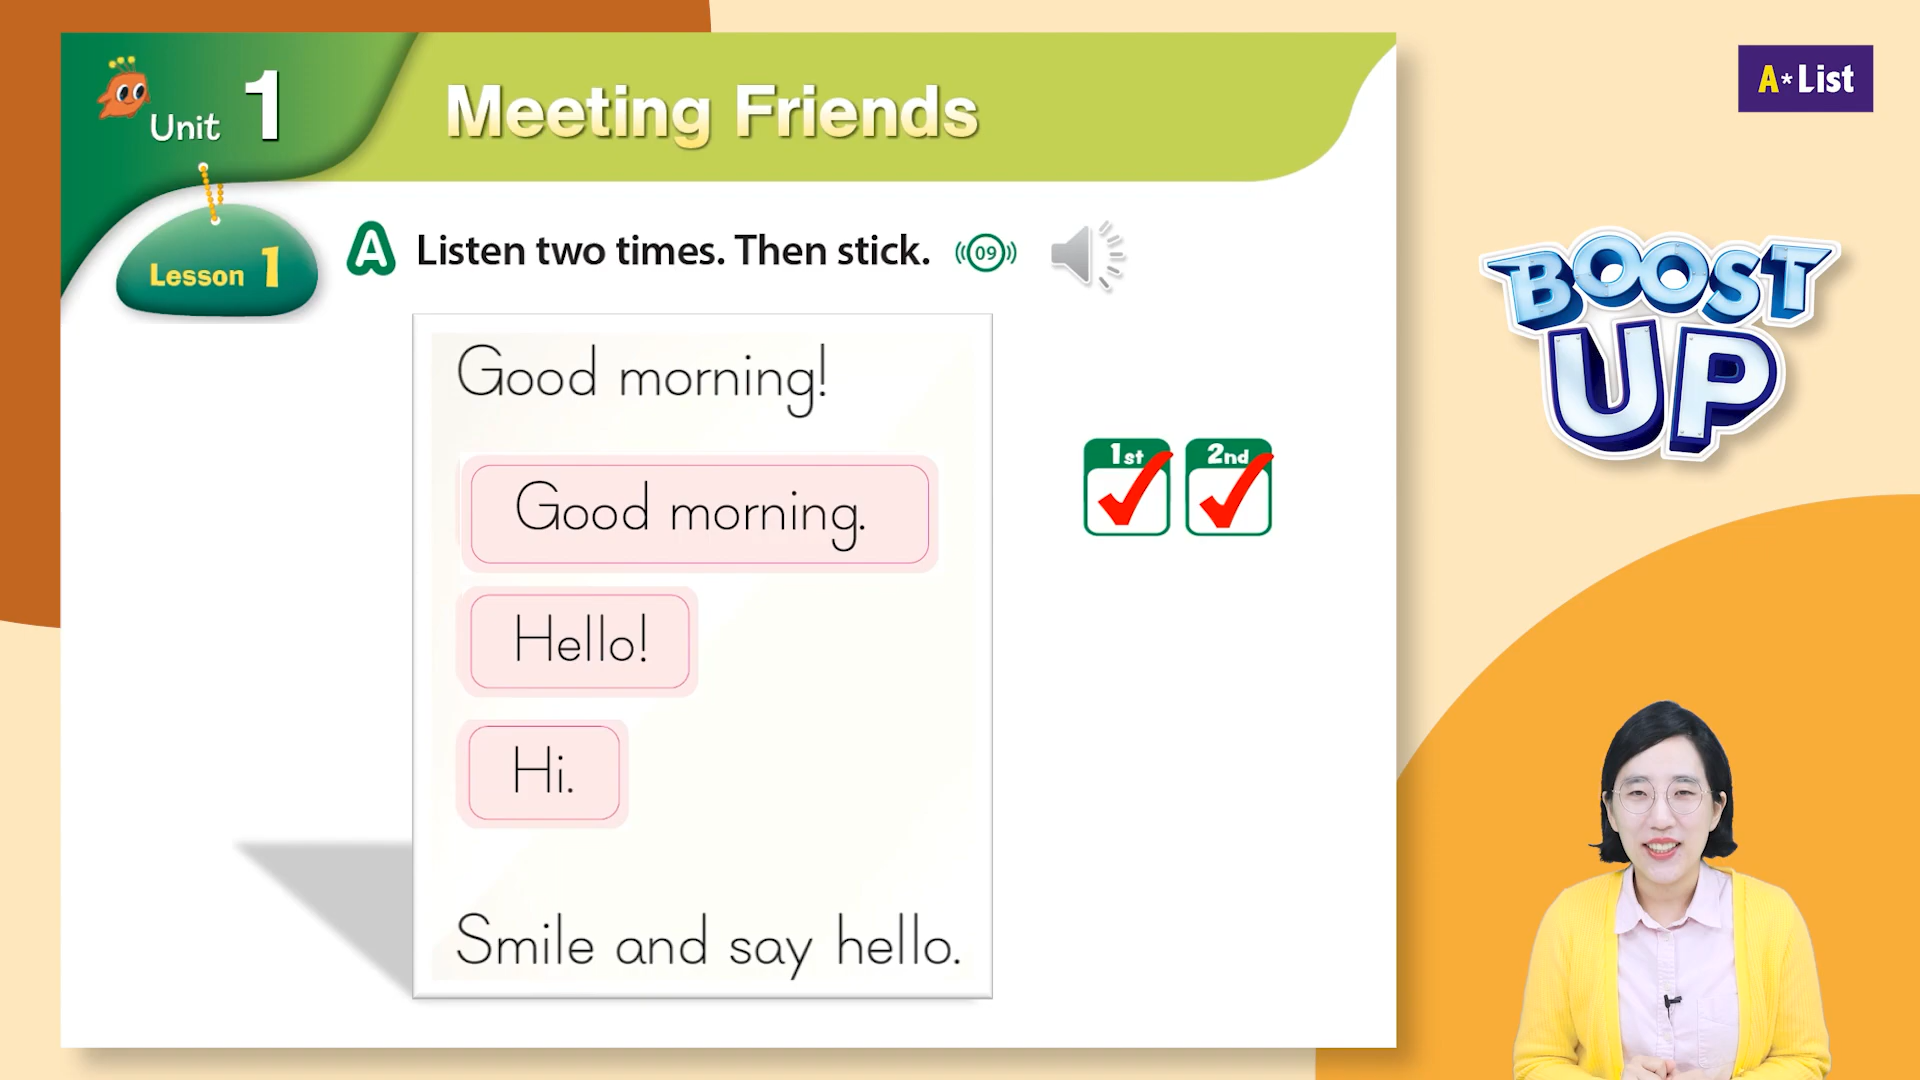 Unit 1
Meeting Friends
A*List
Lesson 1
A Listen two times. Then stick. 09
BOOST
UP
Good morning!
1st 2nd
Good morning.
Hello!
Hi.
Smile and say hello.